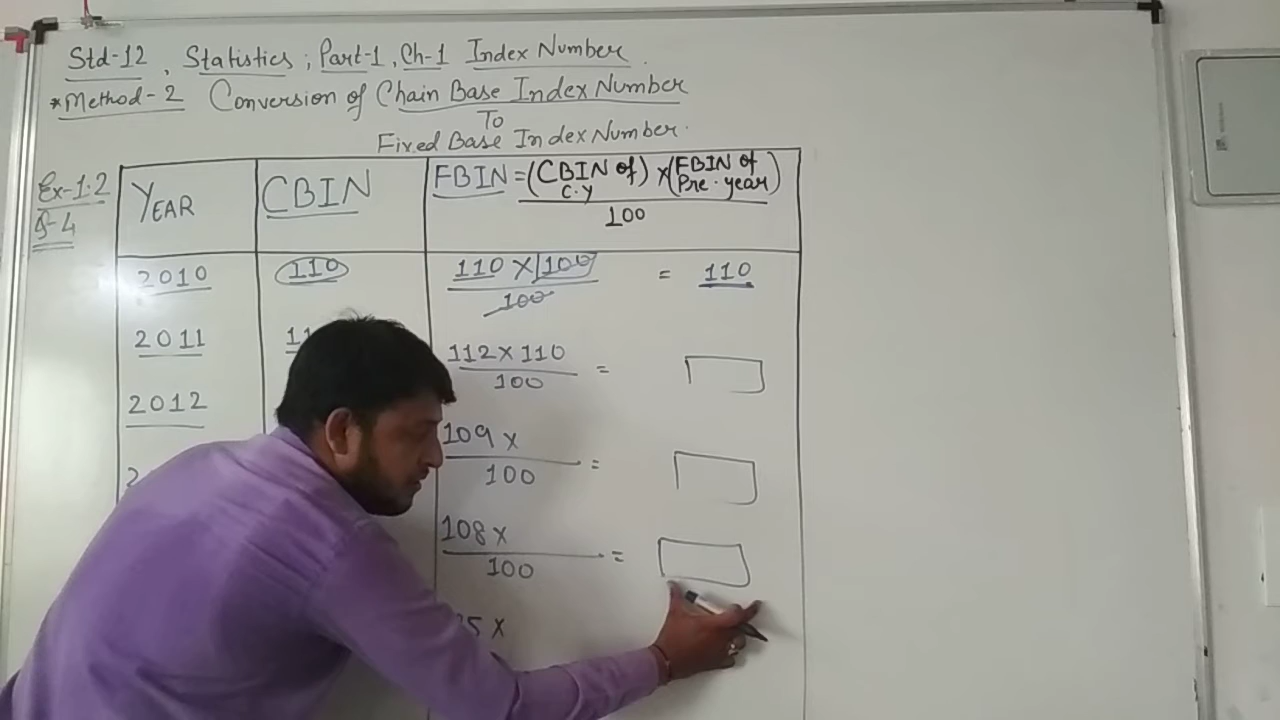 Std-12, Statistics, Part-1, Ch-1 Index Number.
*Method-2 Conversion of Chain Base Index Number
To
Fixed Base Index Number.
Ex-1.2
Q-4
YEAR CBIN FBIN = (CBIN of C.Y) × (FBIN of Pre. year)
100
2010 110 110 × 100 = 110
100
2011 11
112 × 110 =
100
2012
109 ×
100 =
2
108 ×
100 =
5 ×